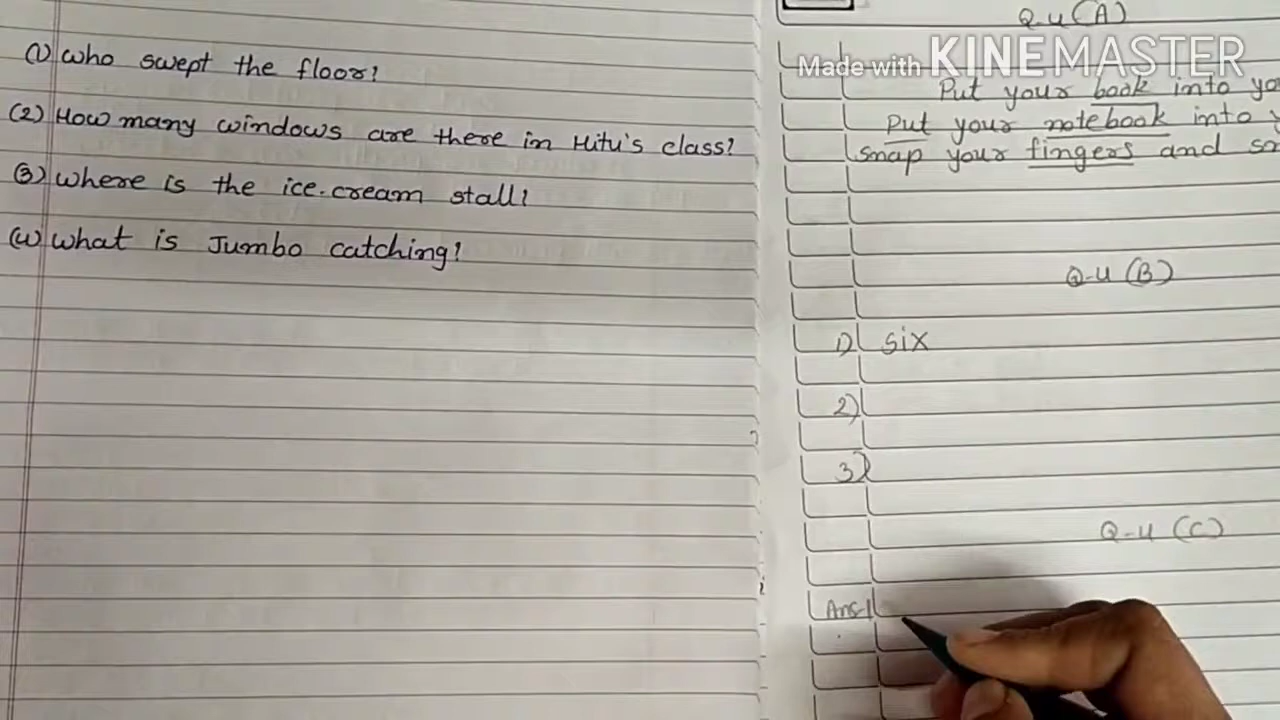 (1) who swept the floor?
(2) How many windows are there in Hitu's class?
(3) where is the ice.cream stall?
(4) what is Jumbo catching?
Q-4 (A)
Made with KINEMASTER
Put your book into
Put your notebook into
snap your fingers and
Q-4 (B)
1) six
2)
3)
Q-4 (C)
Ans-1